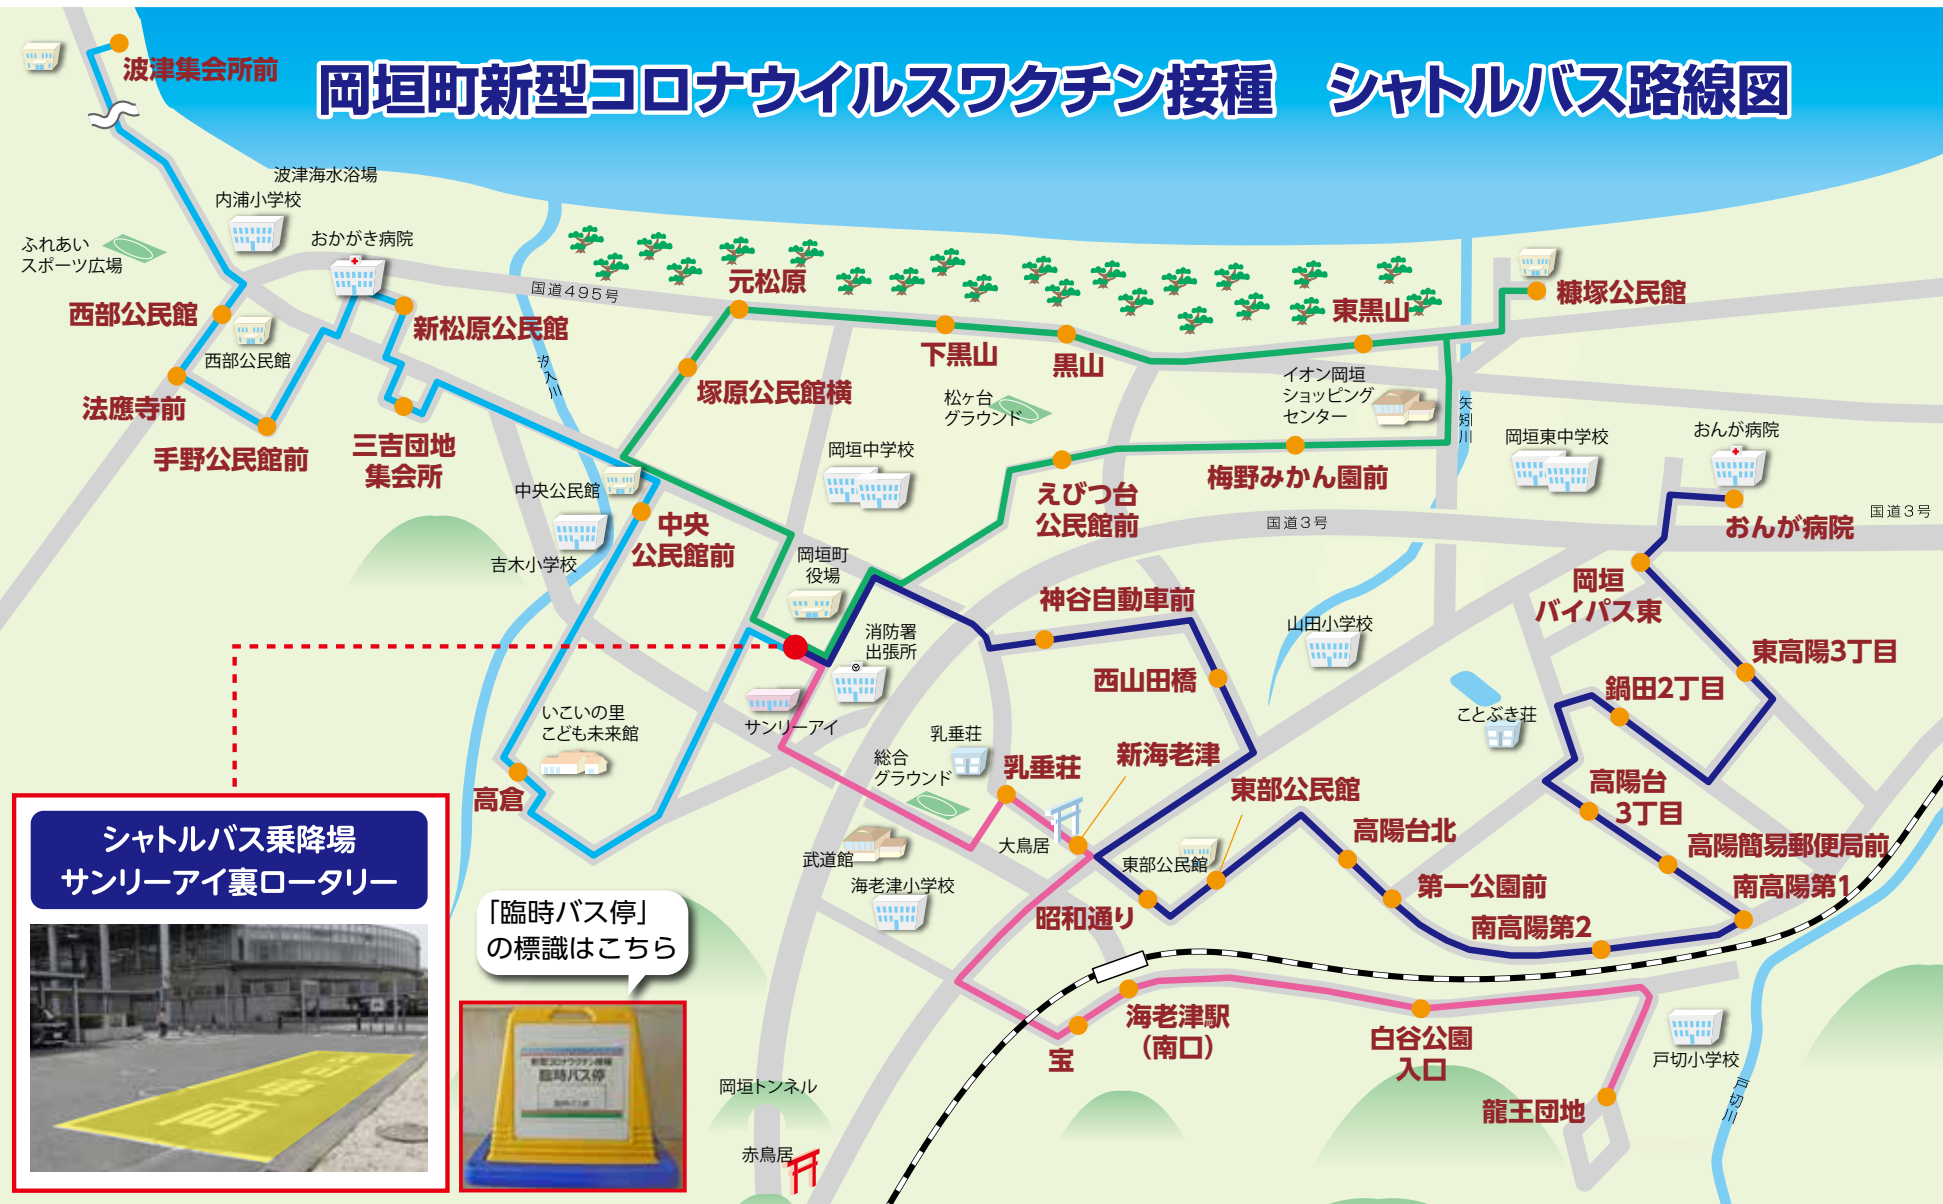 岡垣町新型コロナウイルスワクチン接種　シャトルバス路線図
波津集会所前
波津海水浴場
内浦小学校
おかがき病院
ふれあい
スポーツ広場
西部公民館
西部公民館
新松原公民館
法應寺前
手野公民館前
三吉団地
集会所
国道495号
汐入川
元松原
塚原公民館横
下黒山
黒山
東黒山
糠塚公民館
松ヶ台
グラウンド
イオン岡垣
ショッピング
センター
矢矧川
岡垣中学校
えびつ台
公民館前
梅野みかん園前
岡垣東中学校
おんが病院
おんが病院
国道3号
国道3号
中央公民館
中央
公民館前
吉木小学校
岡垣町
役場
消防署
出張所
神谷自動車前
西山田橋
山田小学校
岡垣
バイパス東
東高陽3丁目
鍋田2丁目
ことぶき荘
サンリーアイ
いこいの里
こども未来館
高倉
総合
グラウンド
乳垂荘
乳垂荘
新海老津
東部公民館
高陽台
3丁目
高陽台北
高陽簡易郵便局前
武道館
大鳥居
東部公民館
海老津小学校
昭和通り
第一公園前
南高陽第1
南高陽第2
シャトルバス乗降場
サンリーアイ裏ロータリー
「臨時バス停」
の標識はこちら
新型コロナワクチン接種
臨時バス停
宝
海老津駅
（南口）
白谷公園
入口
戸切小学校
戸切川
龍王団地
岡垣トンネル
赤鳥居